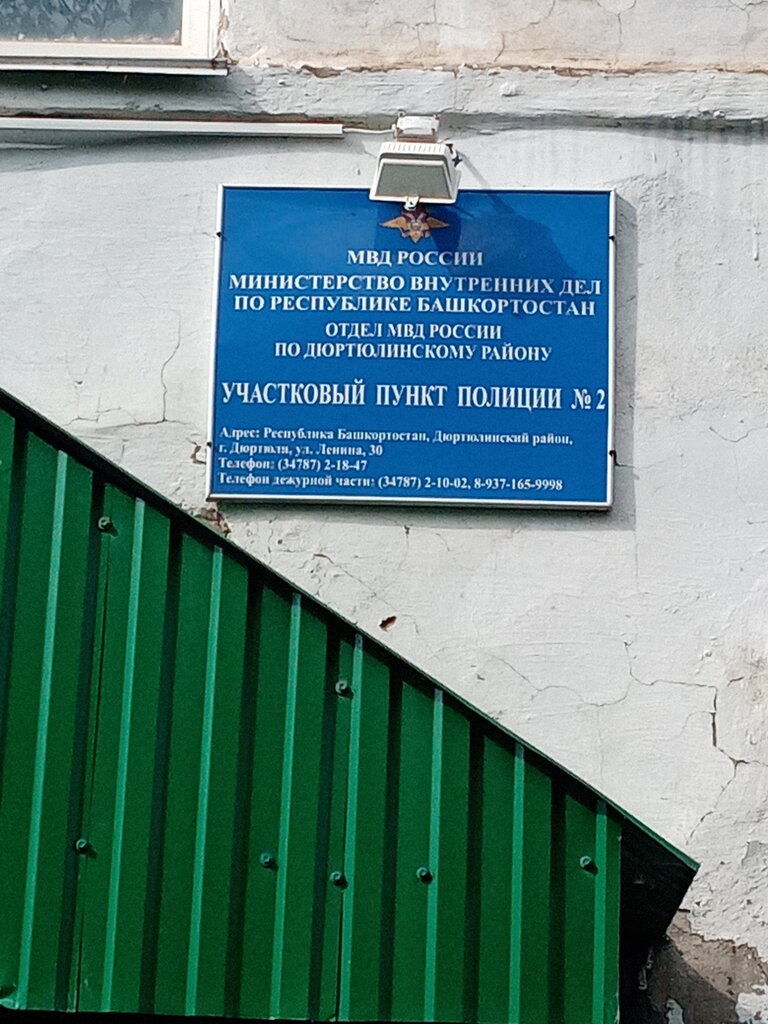 МВД РОССИИ
МИНИСТЕРСТВО ВНУТРЕННИХ ДЕЛ
ПО РЕСПУБЛИКЕ БАШКОРТОСТАН
ОТДЕЛ МВД РОССИИ
ПО ДЮРТЮЛИНСКОМУ РАЙОНУ
УЧАСТКОВЫЙ ПУНКТ ПОЛИЦИИ № 2
Адрес: Республика Башкортостан, Дюртюлинский район,
г. Дюртюли, ул. Ленина, 30
Телефон: (34787) 2-18-47
Телефон дежурной части: (34787) 2-10-02, 8-937-165-9998